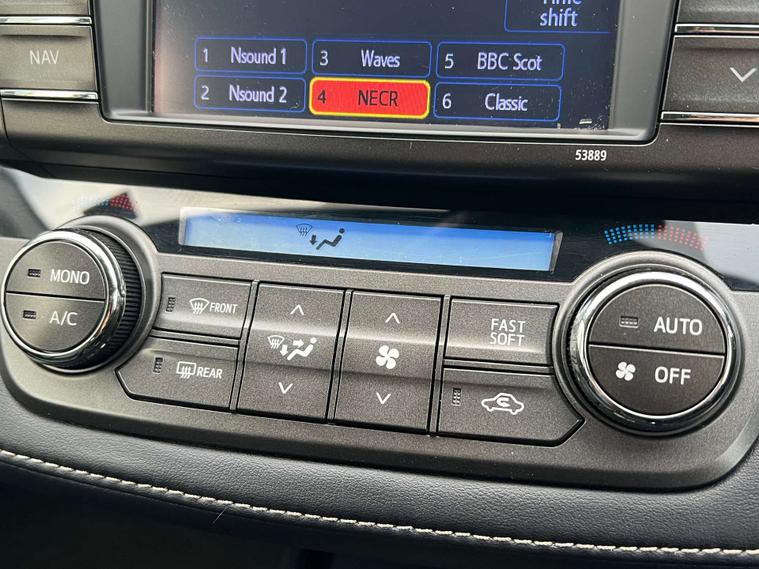 Time
shift
NAV
1 Nsound 1
3 Waves
5 BBC Scot
2 Nsound 2
4 NECR
6 Classic
53889
MONO
A/C
FRONT
REAR
FAST
SOFT
AUTO
OFF